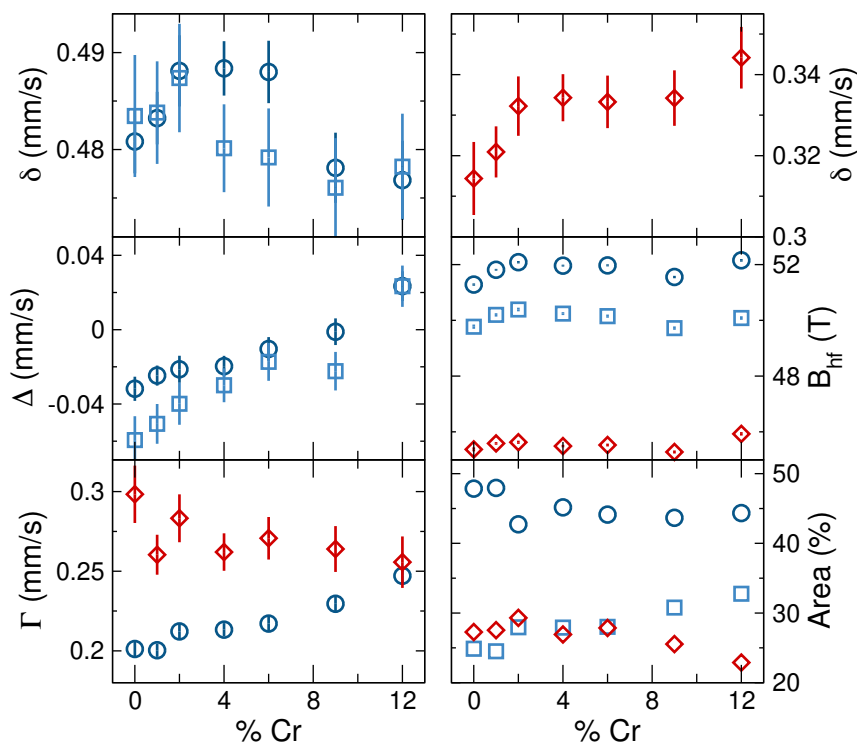 0.49
0.48
δ (mm/s)
0.34
0.32
0.3
δ (mm/s)
0.04
0
-0.04
Δ (mm/s)
52
48
B_hf (T)
0.3
0.25
0.2
Γ (mm/s)
50
40
30
20
Area (%)
0 4 8 12
% Cr
0 4 8 12
% Cr